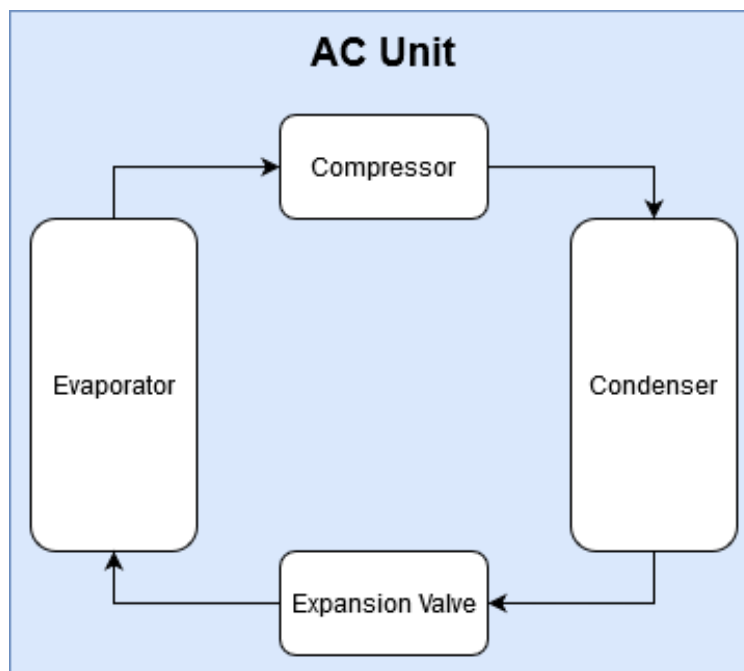 AC Unit
Compressor
Evaporator
Condenser
Expansion Valve